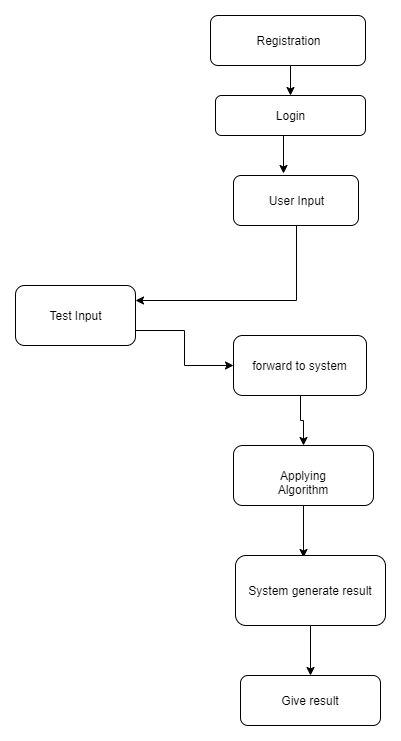 Registration
Login
User Input
Test Input
forward to system
Applying
Algorithm
System generate result
Give result